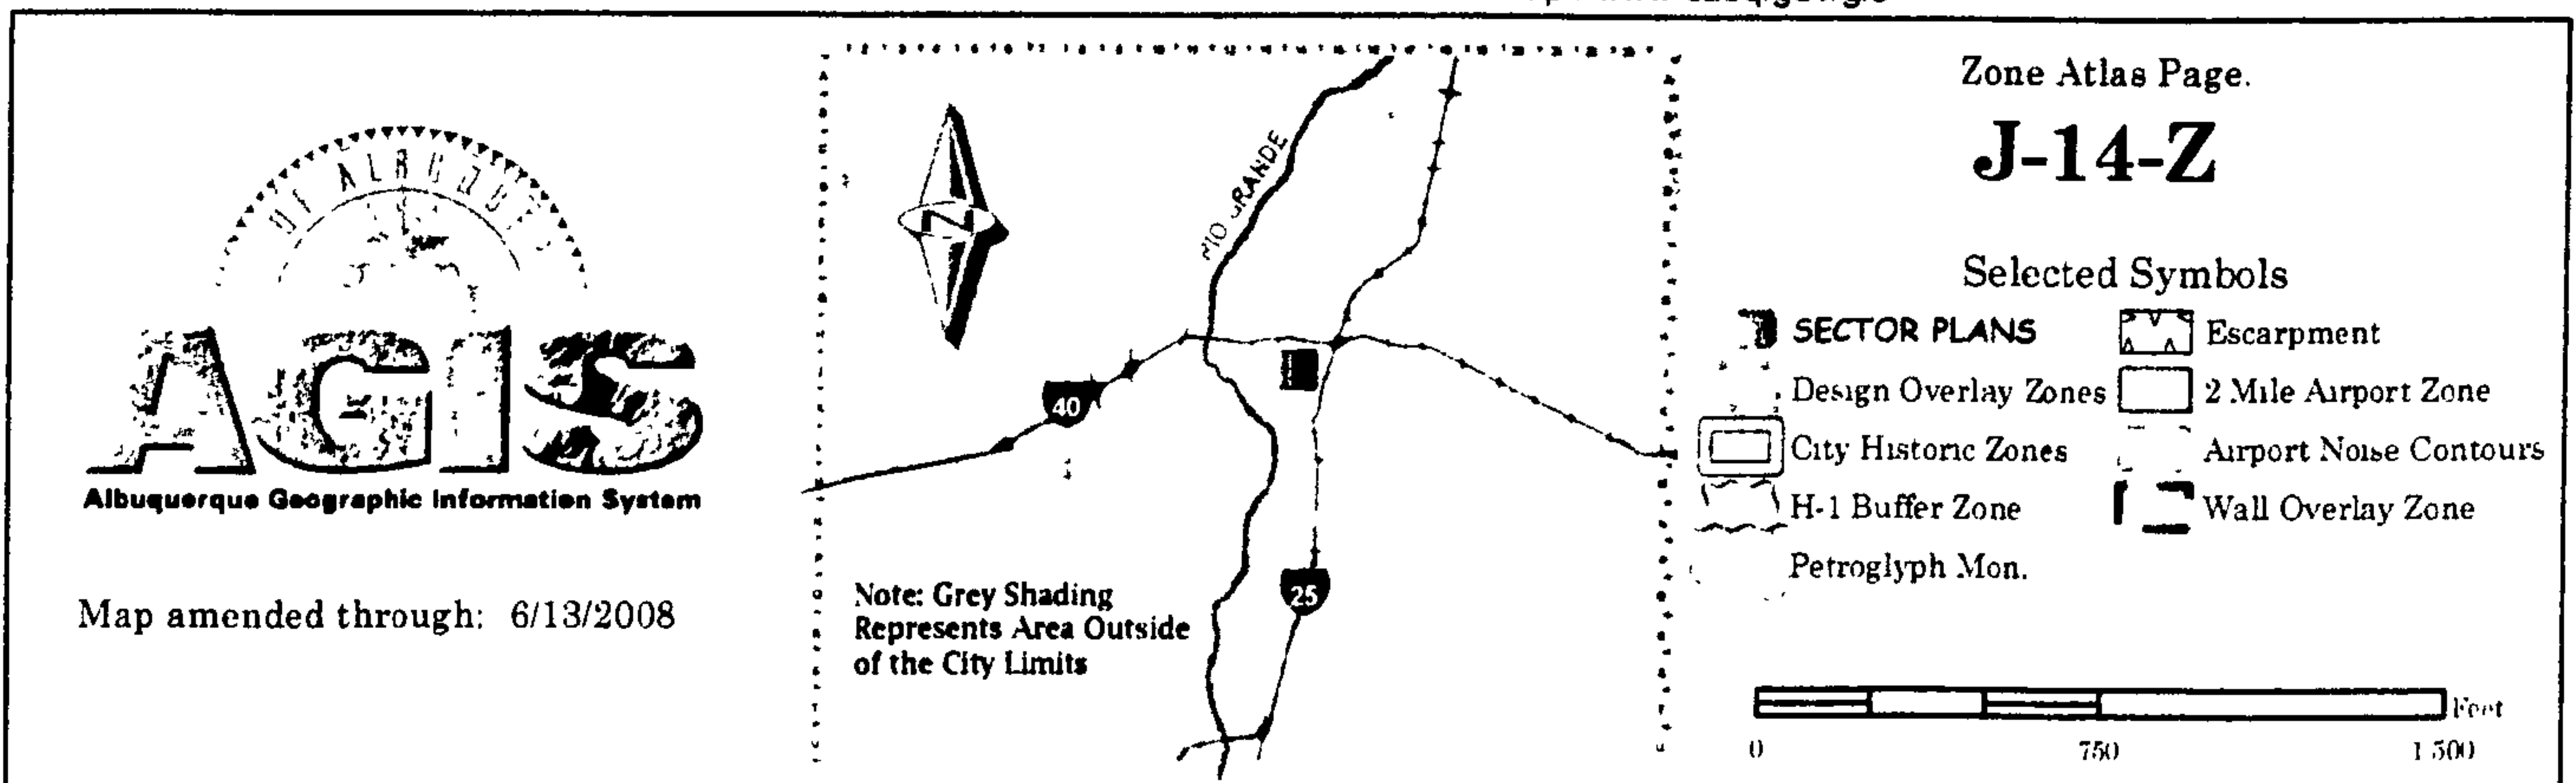 AGIS
Albuquerque Geographic Information System
Map amended through: 6/13/2008
N
RIO GRANDE
40
25
Note: Grey Shading
Represents Area Outside
of the City Limits
Zone Atlas Page.
J-14-Z
Selected Symbols
SECTOR PLANS
Escarpment
Design Overlay Zones
2 Mile Airport Zone
City Historic Zones
Airport Noise Contours
H-1 Buffer Zone
Wall Overlay Zone
Petroglyph Mon.
Feet
0 750 1 500